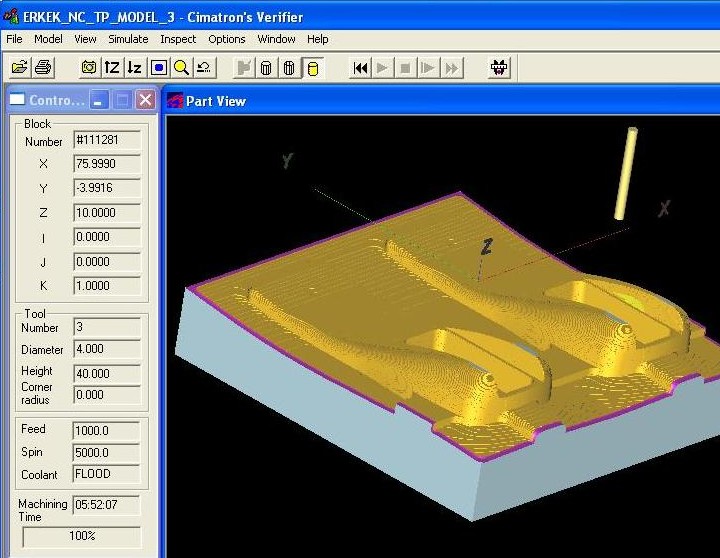 ERKEK_NC_TP_MODEL_3 - Cimatron's Verifier
File Model View Simulate Inspect Options Window Help
Contro...
Part View
Block
Number #111281
X 75.9990
Y -3.9916
Z 10.0000
I 0.0000
J 0.0000
K 1.0000
Tool
Number 3
Diameter 4.000
Height 40.000
Corner
radius 0.000
Feed 1000.0
Spin 5000.0
Coolant FLOOD
Machining 05:52:07
Time
100%
Y
X
Z